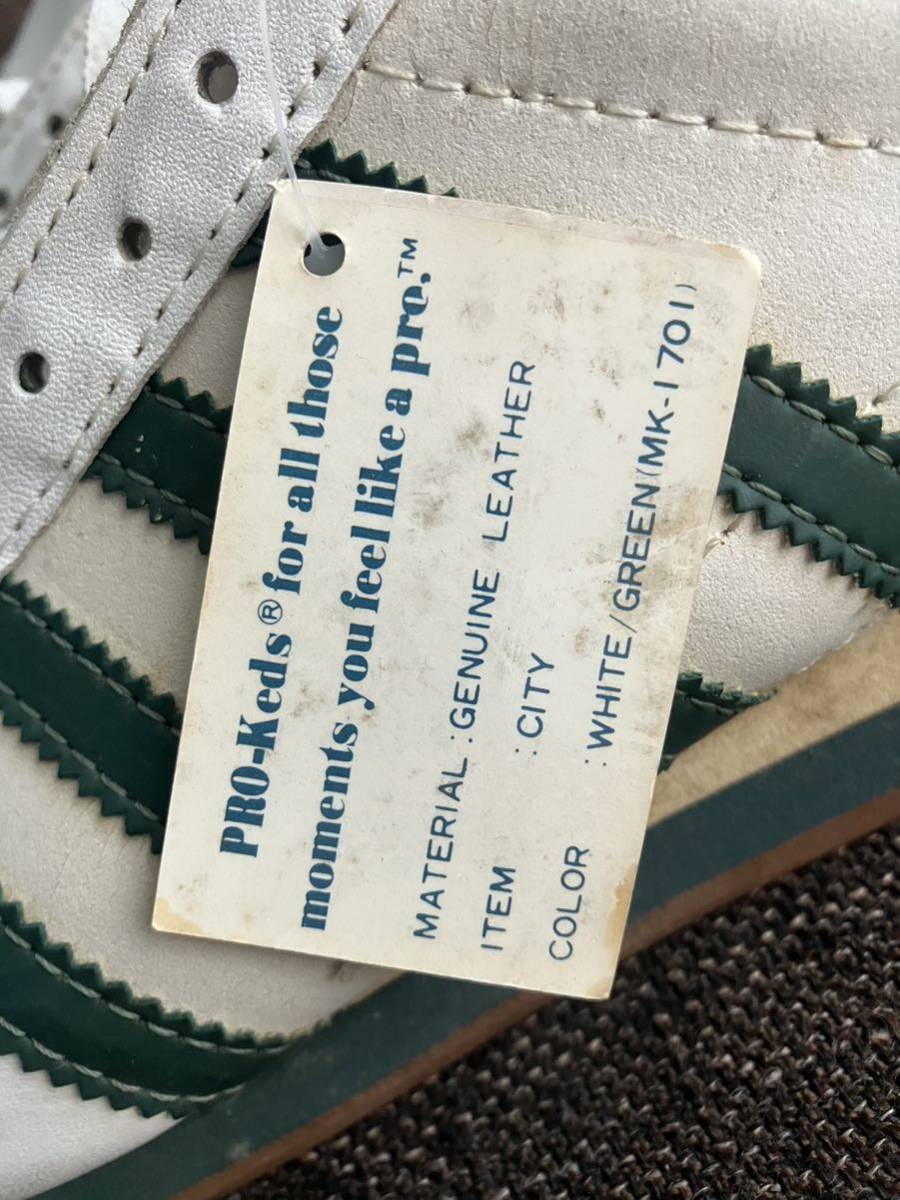 PRO-Keds® for all those
moments you feel like a pro.™
MATERIAL : GENUINE LEATHER
ITEM : CITY
COLOR : WHITE/GREEN(MK-1701)